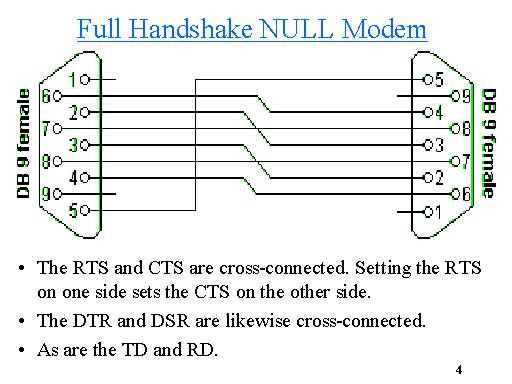 Full Handshake NULL Modem
DB 9 female
1
6
2
7
3
8
4
9
5
5
9
4
8
3
7
2
6
1
DB 9 female
• The RTS and CTS are cross-connected. Setting the RTS
on one side sets the CTS on the other side.
• The DTR and DSR are likewise cross-connected.
• As are the TD and RD.
4